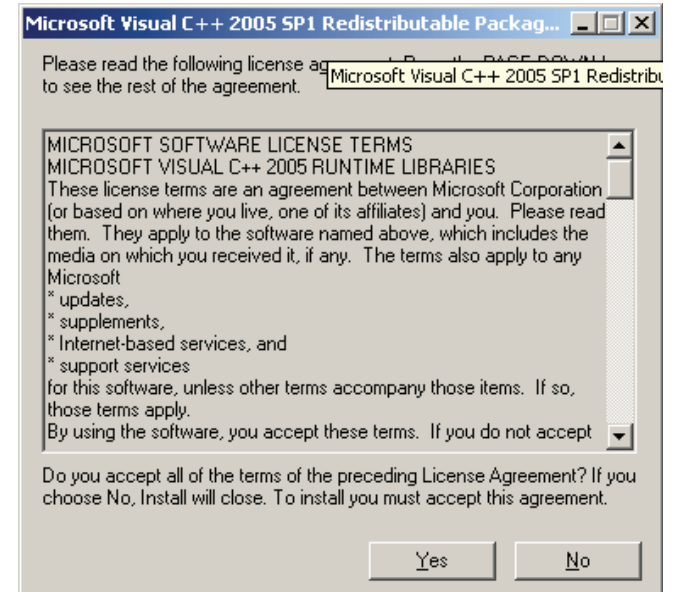 Microsoft Visual C++ 2005 SP1 Redistributable Packag...
Please read the following license ag
Microsoft Visual C++ 2005 SP1 Redistribu
to see the rest of the agreement.
MICROSOFT SOFTWARE LICENSE TERMS
MICROSOFT VISUAL C++ 2005 RUNTIME LIBRARIES
These license terms are an agreement between Microsoft Corporation
(or based on where you live, one of its affiliates) and you.  Please read
them.  They apply to the software named above, which includes the
media on which you received it, if any.  The terms also apply to any
Microsoft
* updates,
* supplements,
* Internet-based services, and
* support services
for this software, unless other terms accompany those items.  If so,
those terms apply.
By using the software, you accept these terms.  If you do not accept
Do you accept all of the terms of the preceding License Agreement? If you
choose No, Install will close. To install you must accept this agreement.
Yes
No